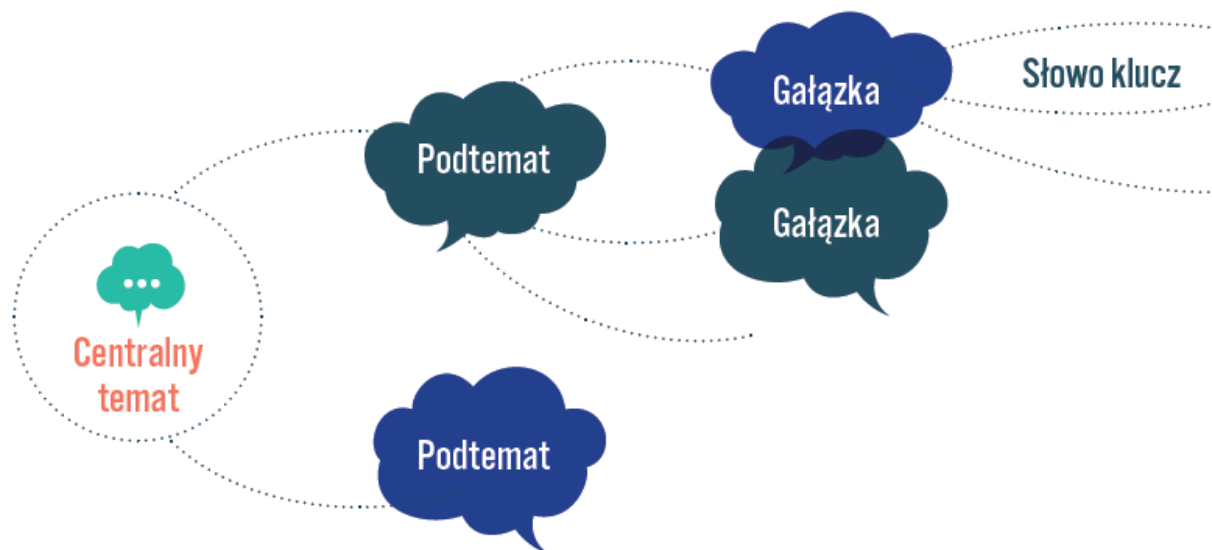 Centralny
temat
Podtemat
Podtemat
Gałązka
Gałązka
Słowo klucz